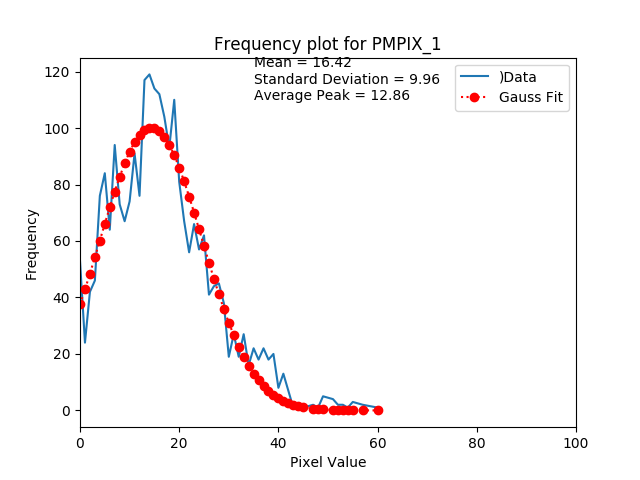 Frequency plot for PMPIX_1
Mean = 16.42
Standard Deviation = 9.96
Average Peak = 12.86
)Data
Gauss Fit
Frequency
120
100
80
60
40
20
0
0 20 40 60 80 100
Pixel Value